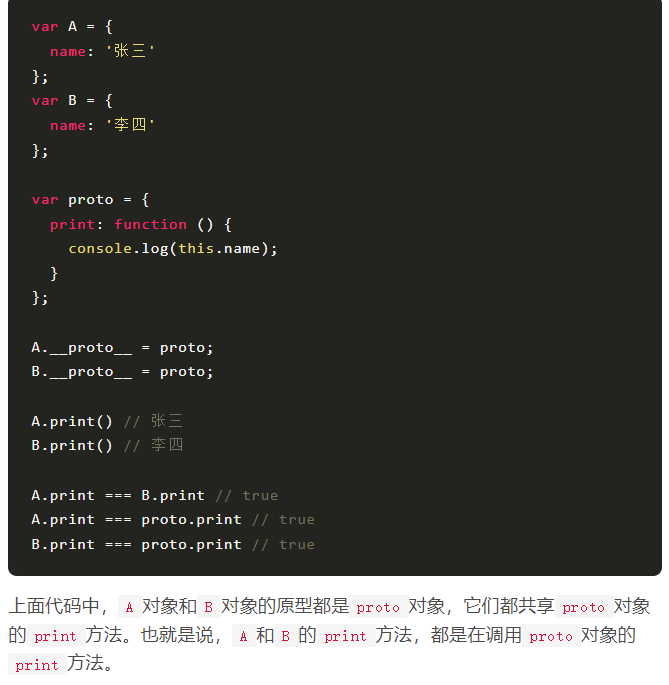 var A = {
  name: '张三'
};
var B = {
  name: '李四'
};
var proto = {
  print: function () {
    console.log(this.name);
  }
};
A.__proto__ = proto;
B.__proto__ = proto;
A.print() // 张三
B.print() // 李四
A.print === B.print // true
A.print === proto.print // true
B.print === proto.print // true
上面代码中， A 对象和 B 对象的原型都是 proto 对象，它们都共享 proto 对象
的 print 方法。也就是说， A 和 B 的 print 方法，都是在调用 proto 对象的
print 方法。